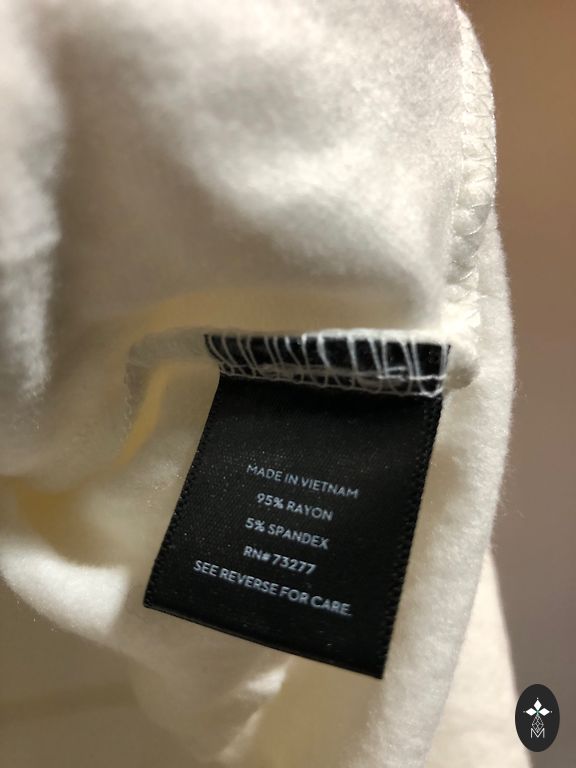 MADE IN VIETNAM
95% RAYON
5% SPANDEX
RN# 73277
SEE REVERSE FOR CARE.
M